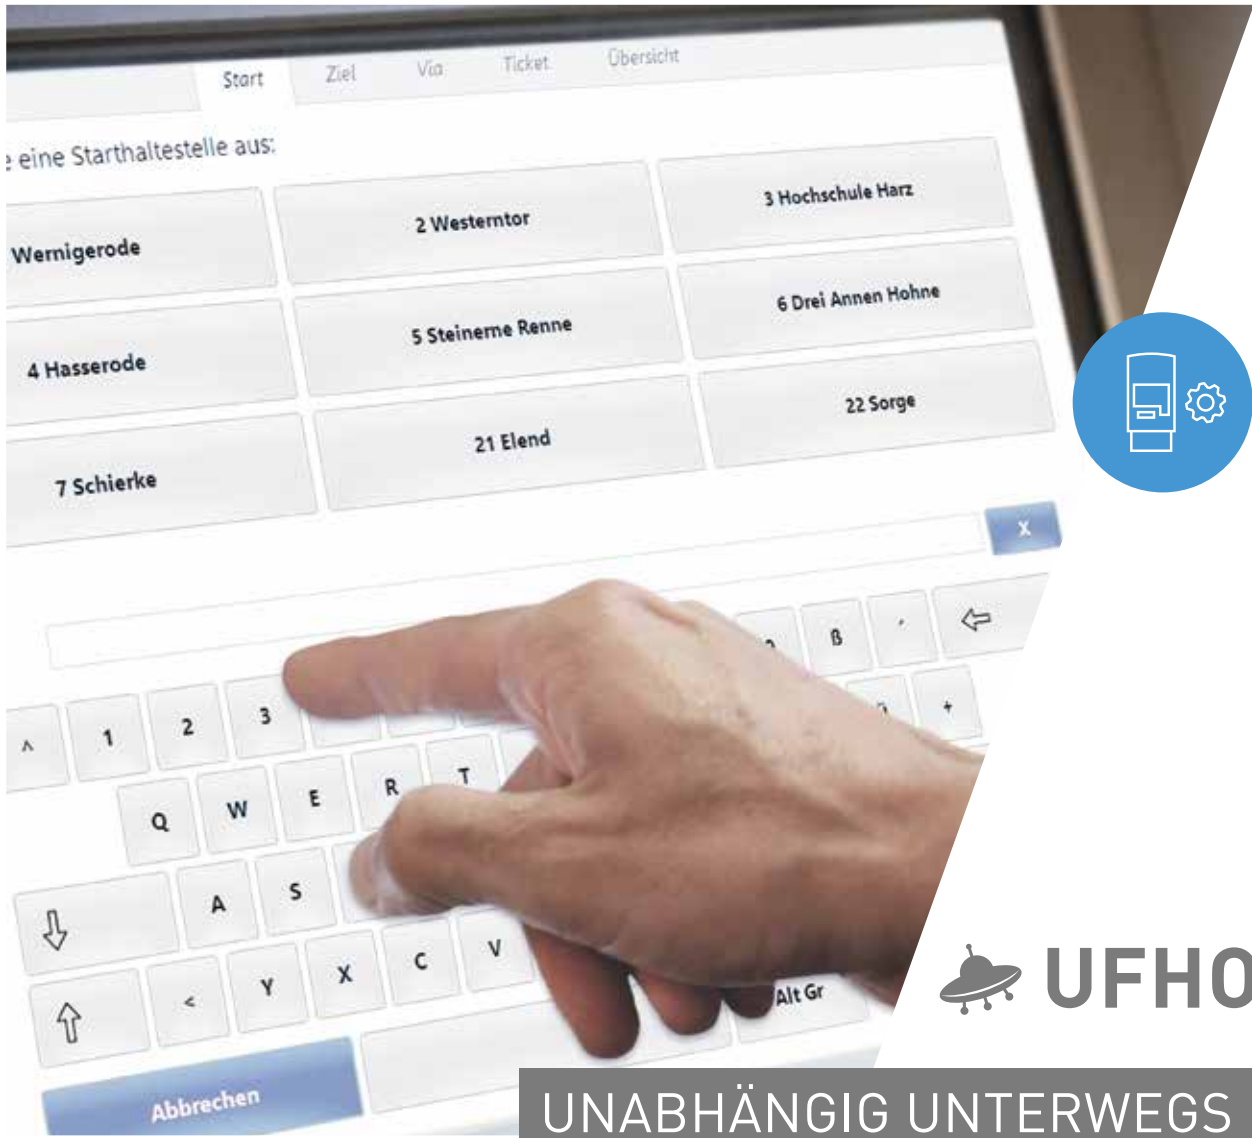 Start Ziel Via Ticket Übersicht
eine Starthaltestelle aus:
Wernigerode 2 Westerntor 3 Hochschule Harz
4 Hasserode 5 Steinerne Renne 6 Drei Annen Hohne
7 Schierke 21 Elend 22 Sorge
X
^ 1 2 3 ß ´
Q W E R T +
A S
< Y X C V
Alt Gr
Abbrechen
UFHO
UNABHÄNGIG UNTERWEGS